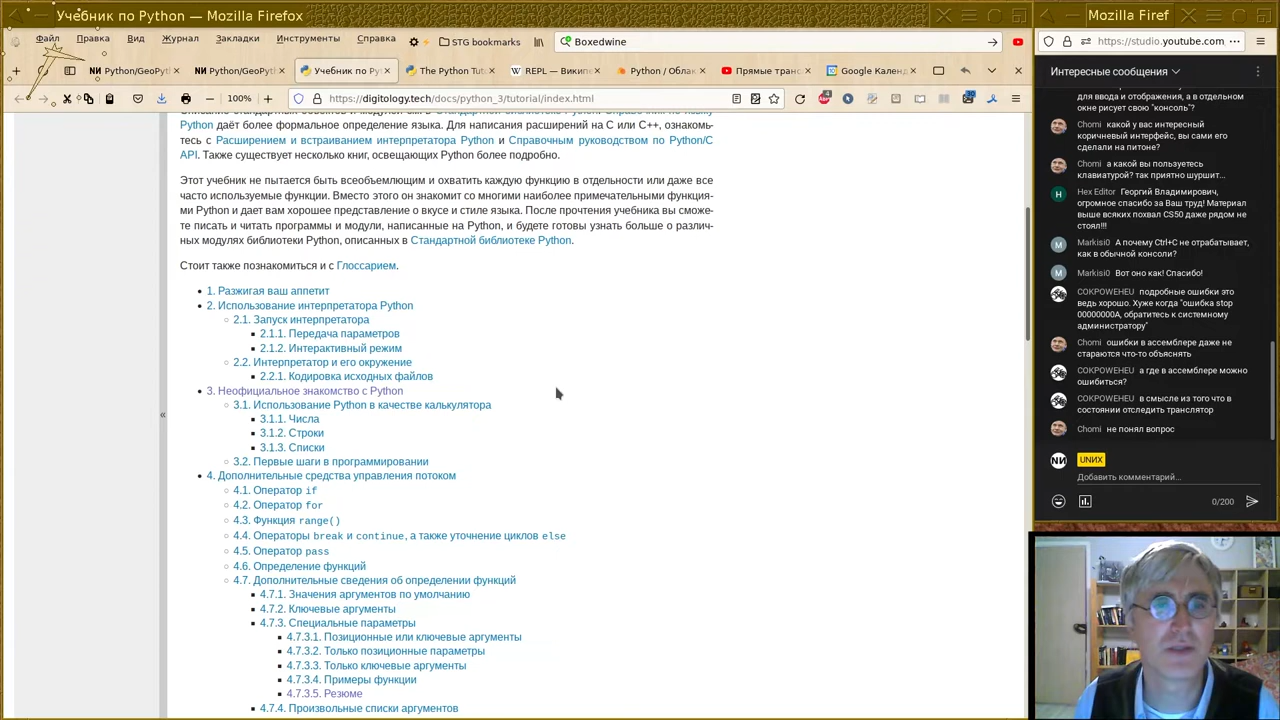 Учебник по Python — Mozilla Firefox
Файл Правка Вид Журнал Закладки Инструменты Справка
STG bookmarks
Boxedwine
Python/GeoPyt
Python/GeoPyt
Учебник по Py
The Python Tut
REPL — Викип
Python / Облак
Прямые транс
Google Календ
100%
https://digitology.tech/docs/python_3/tutorial/index.html
Python даёт более формальное определение языка. Для написания расширений на C или C++, ознакомь-
тесь с Расширением и встраиванием интерпретатора Python и Справочным руководством по Python/C
API. Также существует несколько книг, освещающих Python более подробно.
Этот учебник не пытается быть всеобъемлющим и охватить каждую функцию в отдельности или даже все
часто используемые функции. Вместо этого он знакомит со многими наиболее примечательными функция-
ми Python и дает вам хорошее представление о вкусе и стиле языка. После прочтения учебника вы сможе-
те писать и читать программы и модули, написанные на Python, и будете готовы узнать больше о различ-
ных модулях библиотеки Python, описанных в Стандартной библиотеке Python.
Стоит также познакомиться и с Глоссарием.
1. Разжигая ваш аппетит
2. Использование интерпретатора Python
2.1. Запуск интерпретатора
2.1.1. Передача параметров
2.1.2. Интерактивный режим
2.2. Интерпретатор и его окружение
2.2.1. Кодировка исходных файлов
3. Неофициальное знакомство с Python
3.1. Использование Python в качестве калькулятора
3.1.1. Числа
3.1.2. Строки
3.1.3. Списки
3.2. Первые шаги в программировании
4. Дополнительные средства управления потоком
4.1. Оператор if
4.2. Оператор for
4.3. Функция range()
4.4. Операторы break и continue, а также уточнение циклов else
4.5. Оператор pass
4.6. Определение функций
4.7. Дополнительные сведения об определении функций
4.7.1. Значения аргументов по умолчанию
4.7.2. Ключевые аргументы
4.7.3. Специальные параметры
4.7.3.1. Позиционные или ключевые аргументы
4.7.3.2. Только позиционные параметры
4.7.3.3. Только ключевые аргументы
4.7.3.4. Примеры функции
4.7.3.5. Резюме
4.7.4. Произвольные списки аргументов
«
Mozilla Firef
https://studio.youtube.com
Интересные сообщения
для ввода и отображения, а в отдельном
окне рисует свою "консоль"?
Chomi какой у вас интересный
коричневый интерфейс, вы сами его
сделали на питоне?
Chomi а какой вы пользуетесь
клавиатурой? так приятно шуршит...
Hex Editor Георгий Владимирович,
огромное спасибо за Ваш труд! Материал
выше всяких похвал CS50 даже рядом не
стоял!!!
Markisi0 А почему Ctrl+C не отрабатывает,
как в обычной консоли?
Markisi0 Вот оно как! Спасибо!
COKPOWEHEU подробные ошибки это
ведь хорошо. Хуже когда "ошибка stop
00000000A, обратитесь к системному
администратору"
Chomi ошибки в ассемблере даже не
стараются что-то объяснять
COKPOWEHEU а где в ассемблере можно
ошибиться?
COKPOWEHEU в смысле из того что в
состоянии отследить транслятор
Chomi не понял вопрос
UNИX
Добавить комментарий...
0/200